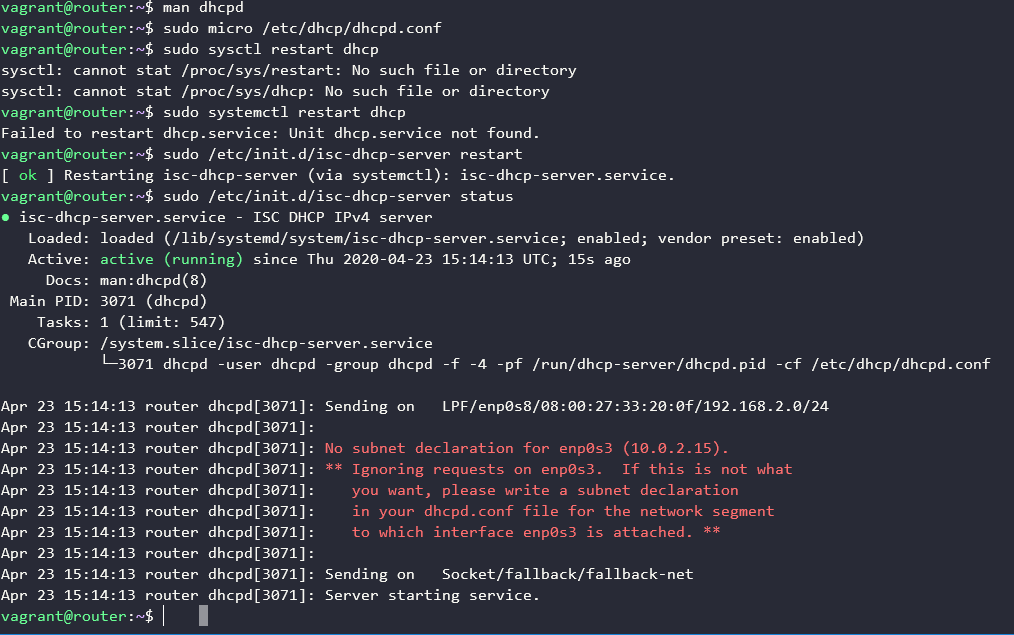 vagrant@router:~$ man dhcpd
vagrant@router:~$ sudo micro /etc/dhcp/dhcpd.conf
vagrant@router:~$ sudo sysctl restart dhcp
sysctl: cannot stat /proc/sys/restart: No such file or directory
sysctl: cannot stat /proc/sys/dhcp: No such file or directory
vagrant@router:~$ sudo systemctl restart dhcp
Failed to restart dhcp.service: Unit dhcp.service not found.
vagrant@router:~$ sudo /etc/init.d/isc-dhcp-server restart
[ ok ] Restarting isc-dhcp-server (via systemctl): isc-dhcp-server.service.
vagrant@router:~$ sudo /etc/init.d/isc-dhcp-server status
● isc-dhcp-server.service - ISC DHCP IPv4 server
   Loaded: loaded (/lib/systemd/system/isc-dhcp-server.service; enabled; vendor preset: enabled)
   Active: active (running) since Thu 2020-04-23 15:14:13 UTC; 15s ago
     Docs: man:dhcpd(8)
 Main PID: 3071 (dhcpd)
    Tasks: 1 (limit: 547)
   CGroup: /system.slice/isc-dhcp-server.service
           └─3071 dhcpd -user dhcpd -group dhcpd -f -4 -pf /run/dhcp-server/dhcpd.pid -cf /etc/dhcp/dhcpd.conf
Apr 23 15:14:13 router dhcpd[3071]: Sending on   LPF/enp0s8/08:00:27:33:20:0f/192.168.2.0/24
Apr 23 15:14:13 router dhcpd[3071]:
Apr 23 15:14:13 router dhcpd[3071]: No subnet declaration for enp0s3 (10.0.2.15).
Apr 23 15:14:13 router dhcpd[3071]: ** Ignoring requests on enp0s3.  If this is not what
Apr 23 15:14:13 router dhcpd[3071]:    you want, please write a subnet declaration
Apr 23 15:14:13 router dhcpd[3071]:    in your dhcpd.conf file for the network segment
Apr 23 15:14:13 router dhcpd[3071]:    to which interface enp0s3 is attached. **
Apr 23 15:14:13 router dhcpd[3071]:
Apr 23 15:14:13 router dhcpd[3071]: Sending on   Socket/fallback/fallback-net
Apr 23 15:14:13 router dhcpd[3071]: Server starting service.
vagrant@router:~$